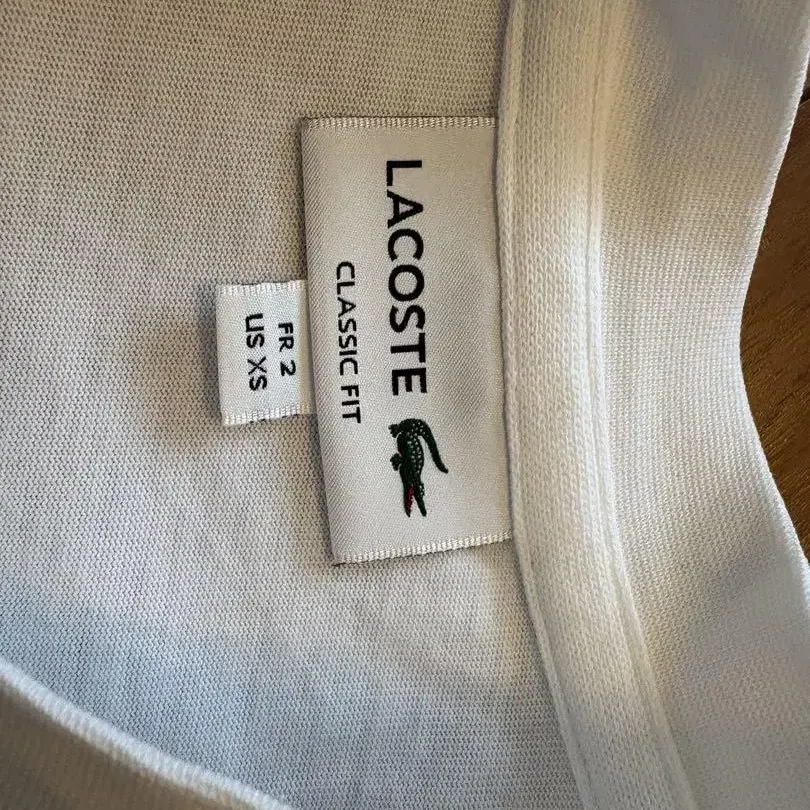 LACOSTE
CLASSIC FIT
FR 2
US XS